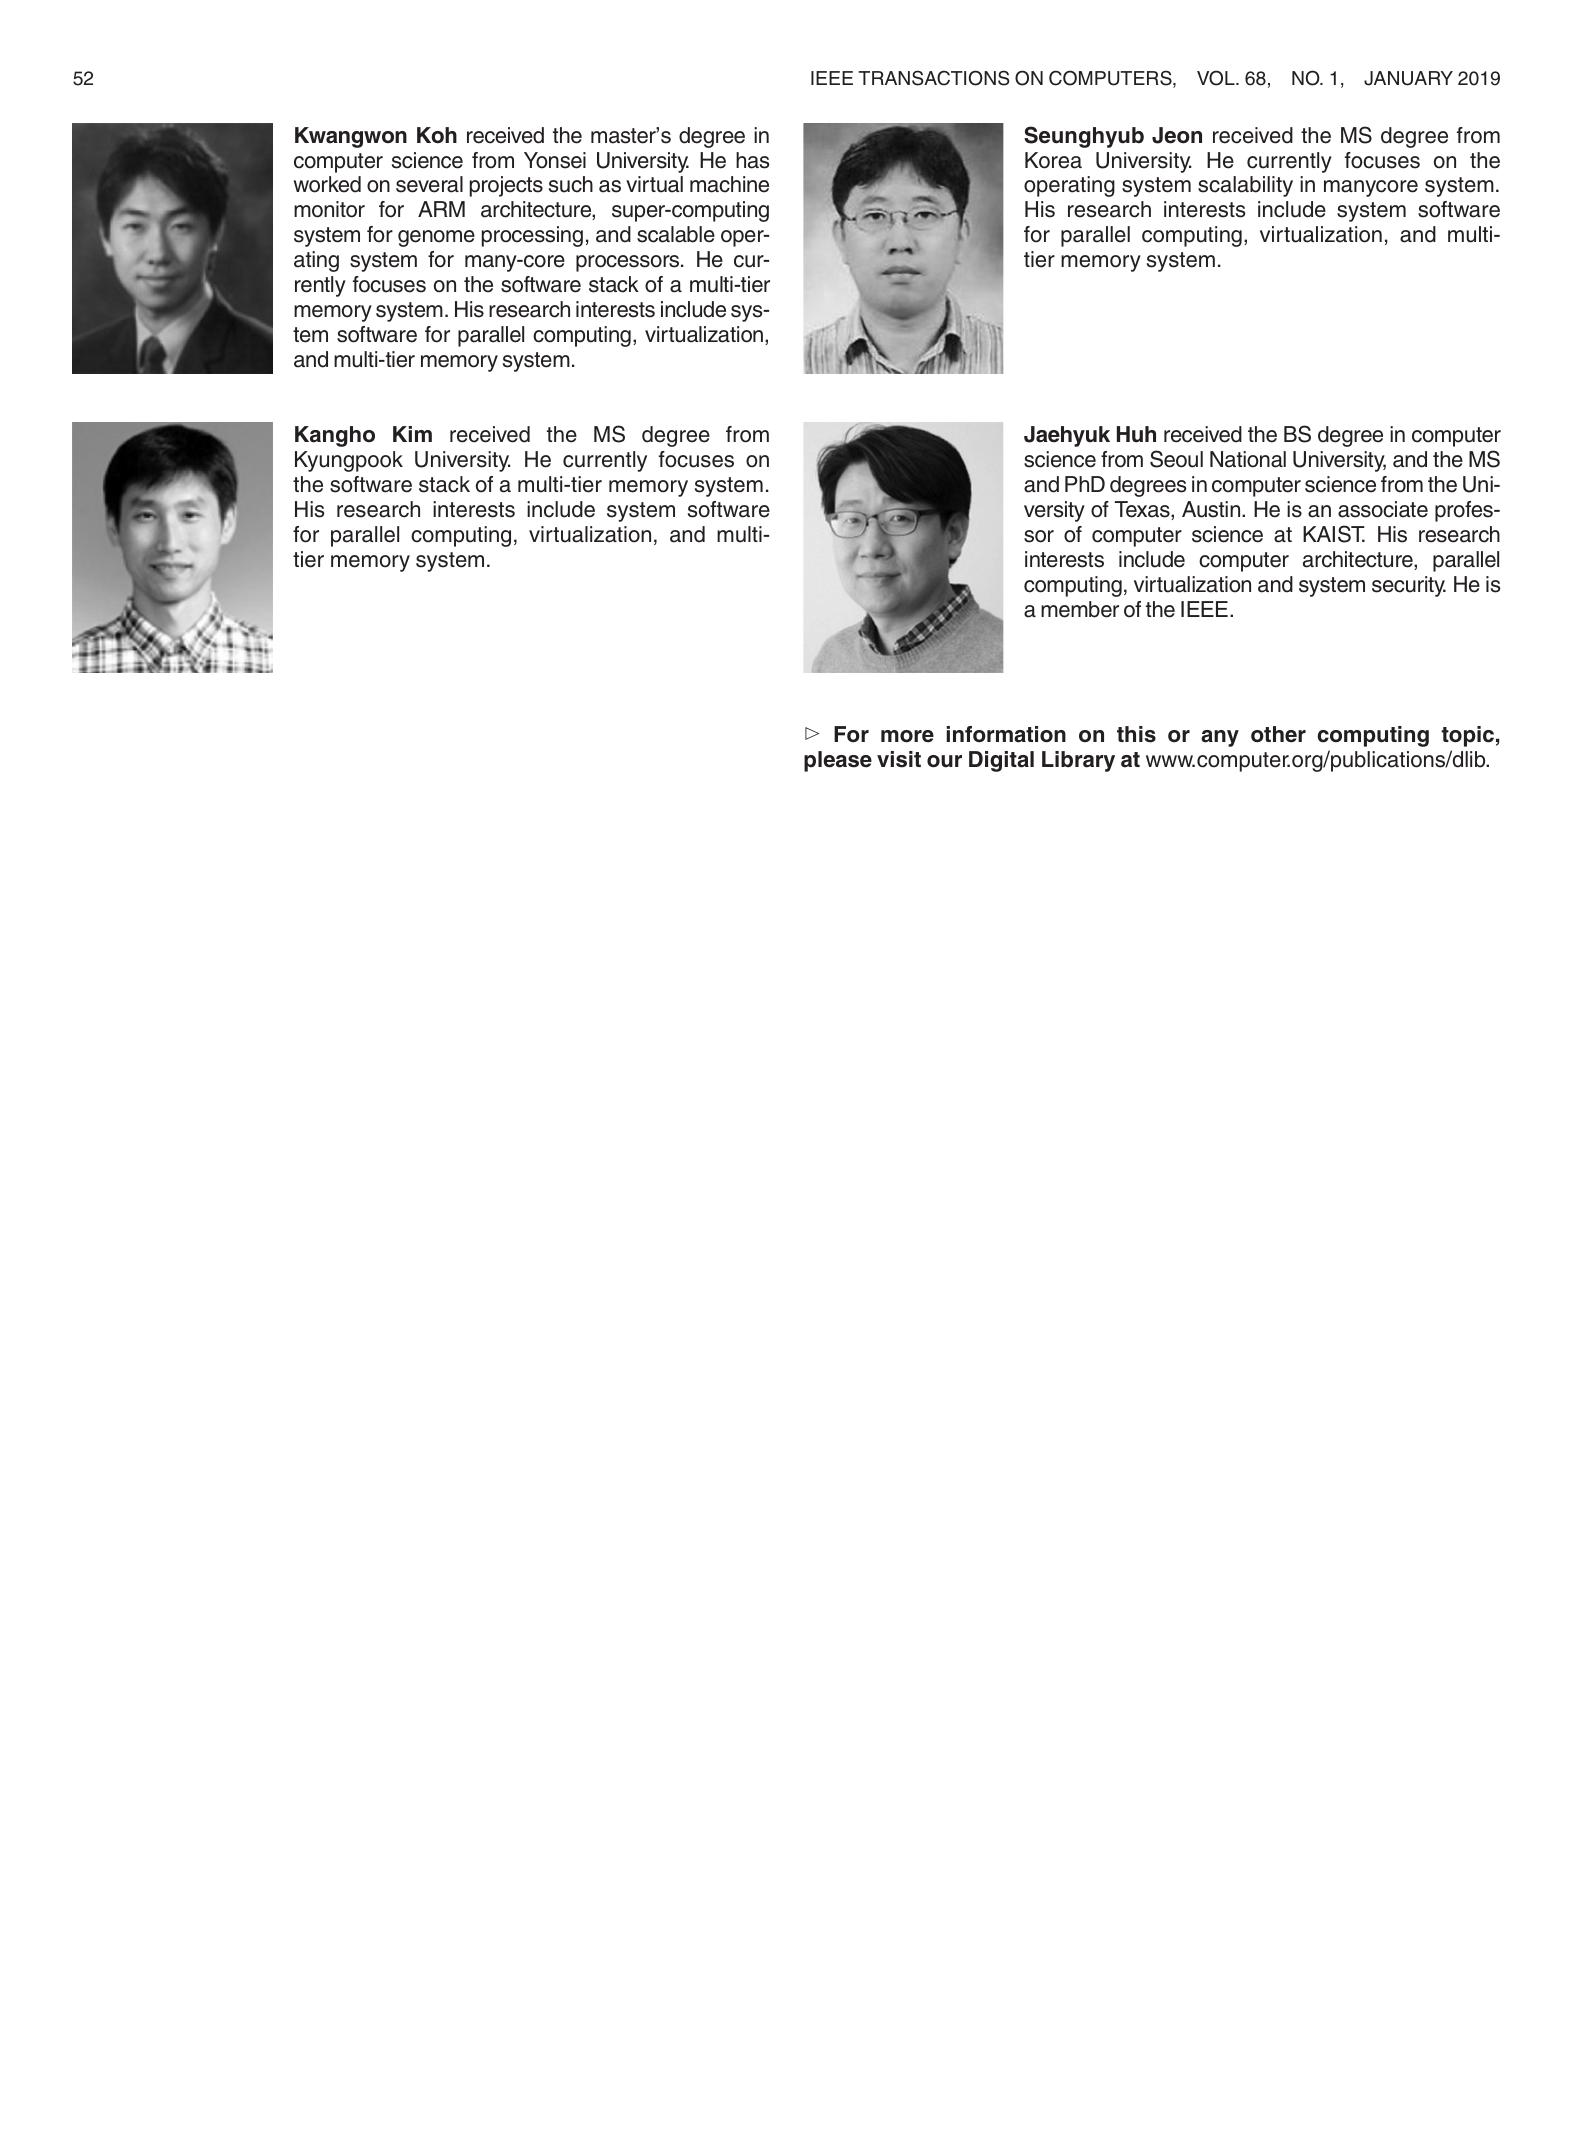 52
IEEE TRANSACTIONS ON COMPUTERS, VOL. 68, NO. 1, JANUARY 2019
Kwangwon Koh received the master's degree in
computer science from Yonsei University. He has
worked on several projects such as virtual machine
monitor for ARM architecture, super-computing
system for genome processing, and scalable oper-
ating system for many-core processors. He cur-
rently focuses on the software stack of a multi-tier
memory system. His research interests include sys-
tem software for parallel computing, virtualization,
and multi-tier memory system.
Kangho Kim received the MS degree from
Kyungpook University. He currently focuses on
the software stack of a multi-tier memory system.
His research interests include system software
for parallel computing, virtualization, and multi-
tier memory system.
Seunghyub Jeon received the MS degree from
Korea University. He currently focuses on the
operating system scalability in manycore system.
His research interests include system software
for parallel computing, virtualization, and multi-
tier memory system.
Jaehyuk Huh received the BS degree in computer
science from Seoul National University, and the MS
and PhD degrees in computer science from the Uni-
versity of Texas, Austin. He is an associate profes-
sor of computer science at KAIST. His research
interests include computer architecture, parallel
computing, virtualization and system security. He is
a member of the IEEE.
▷ For more information on this or any other computing topic,
please visit our Digital Library at www.computer.org/publications/dlib.